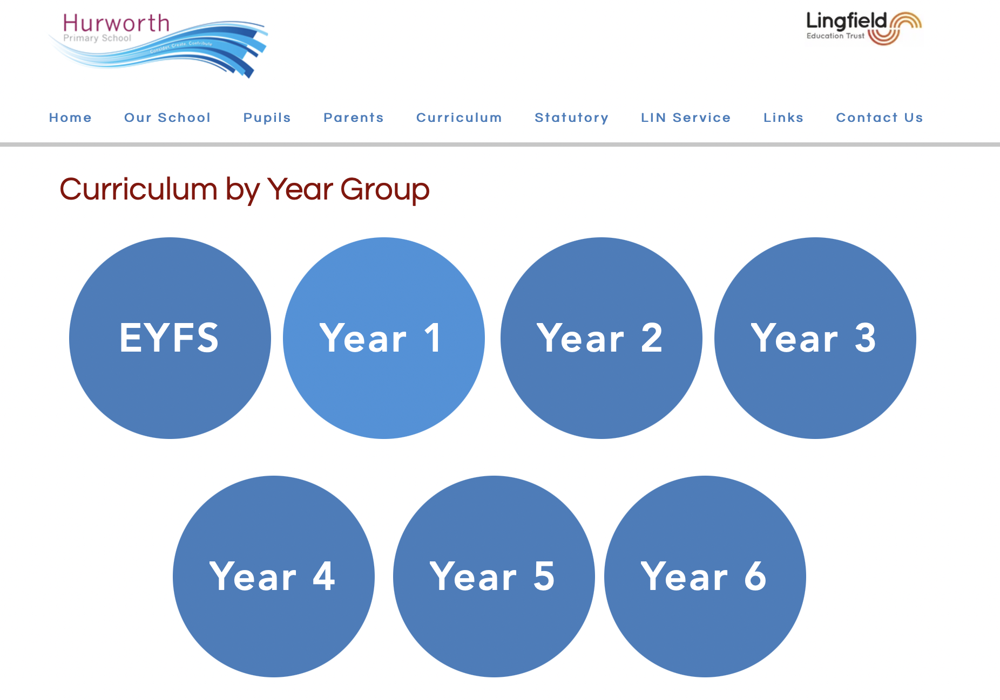 Hurworth
Primary School
Consider, Create, Contribute
Lingfield
Education Trust
Home Our School Pupils Parents Curriculum Statutory LIN Service Links Contact Us
Curriculum by Year Group
EYFS Year 1 Year 2 Year 3
Year 4 Year 5 Year 6